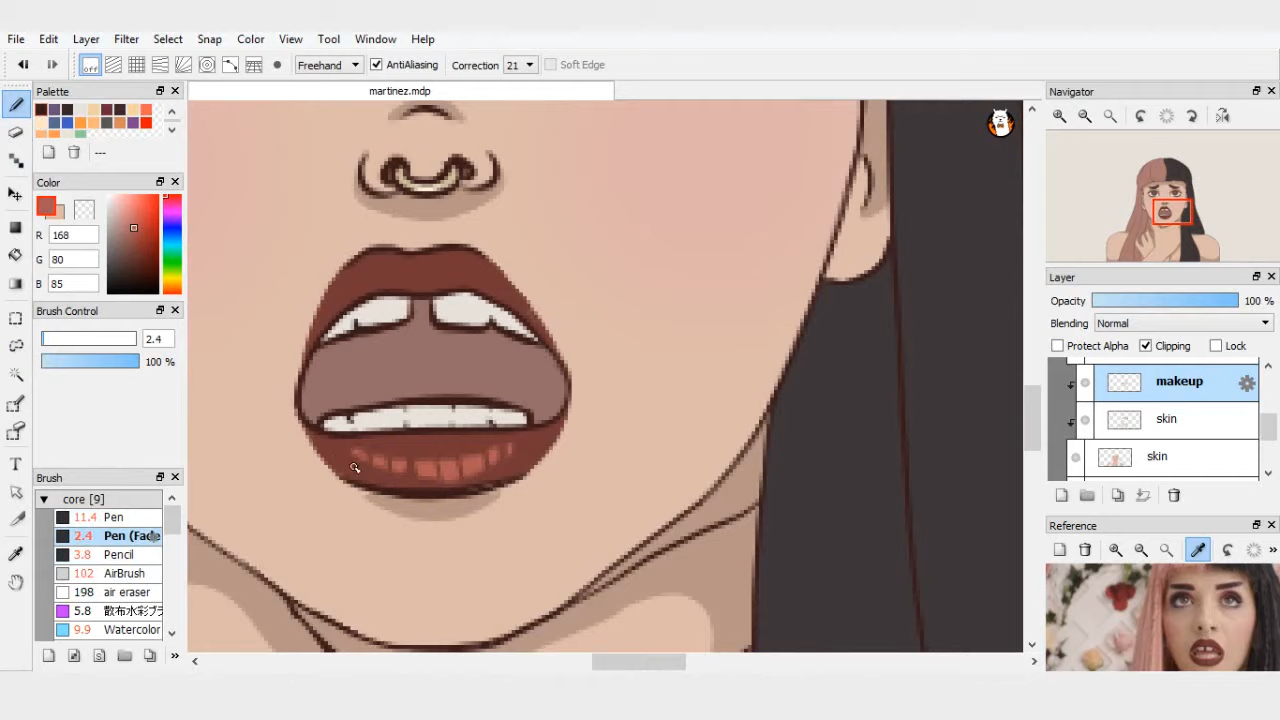 File Edit Layer Filter Select Snap Color View Tool Window Help
off Freehand AntiAliasing Correction 21 Soft Edge
Palette
martinez.mdp
Navigator
---
Color
R 168
G 80
B 85
Layer
Opacity 100 %
Brush Control
Blending Normal
2.4
Protect Alpha Clipping Lock
100 %
makeup
skin
skin
Brush
core [9]
11.4 Pen
2.4 Pen (Fade
3.8 Pencil
102 AirBrush
198 air eraser
5.8 散布水彩ブラ
9.9 Watercolor
Reference